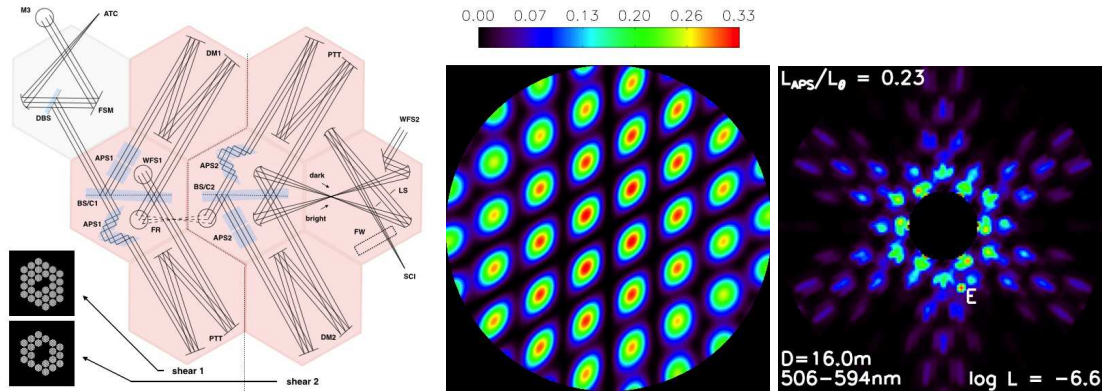 M3
ATC
DM1
PTT
FSM
DBS
WFS2
APS1
WFS1
APS2
dark
LS
BS/C1
BS/C2
bright
APS1
FR
APS2
FW
SCI
PTT
DM2
shear 1
shear 2
0.00 0.07 0.13 0.20 0.26 0.33
L_APS/L_θ = 0.23
E
D=16.0m
506−594nm
log L = −6.6